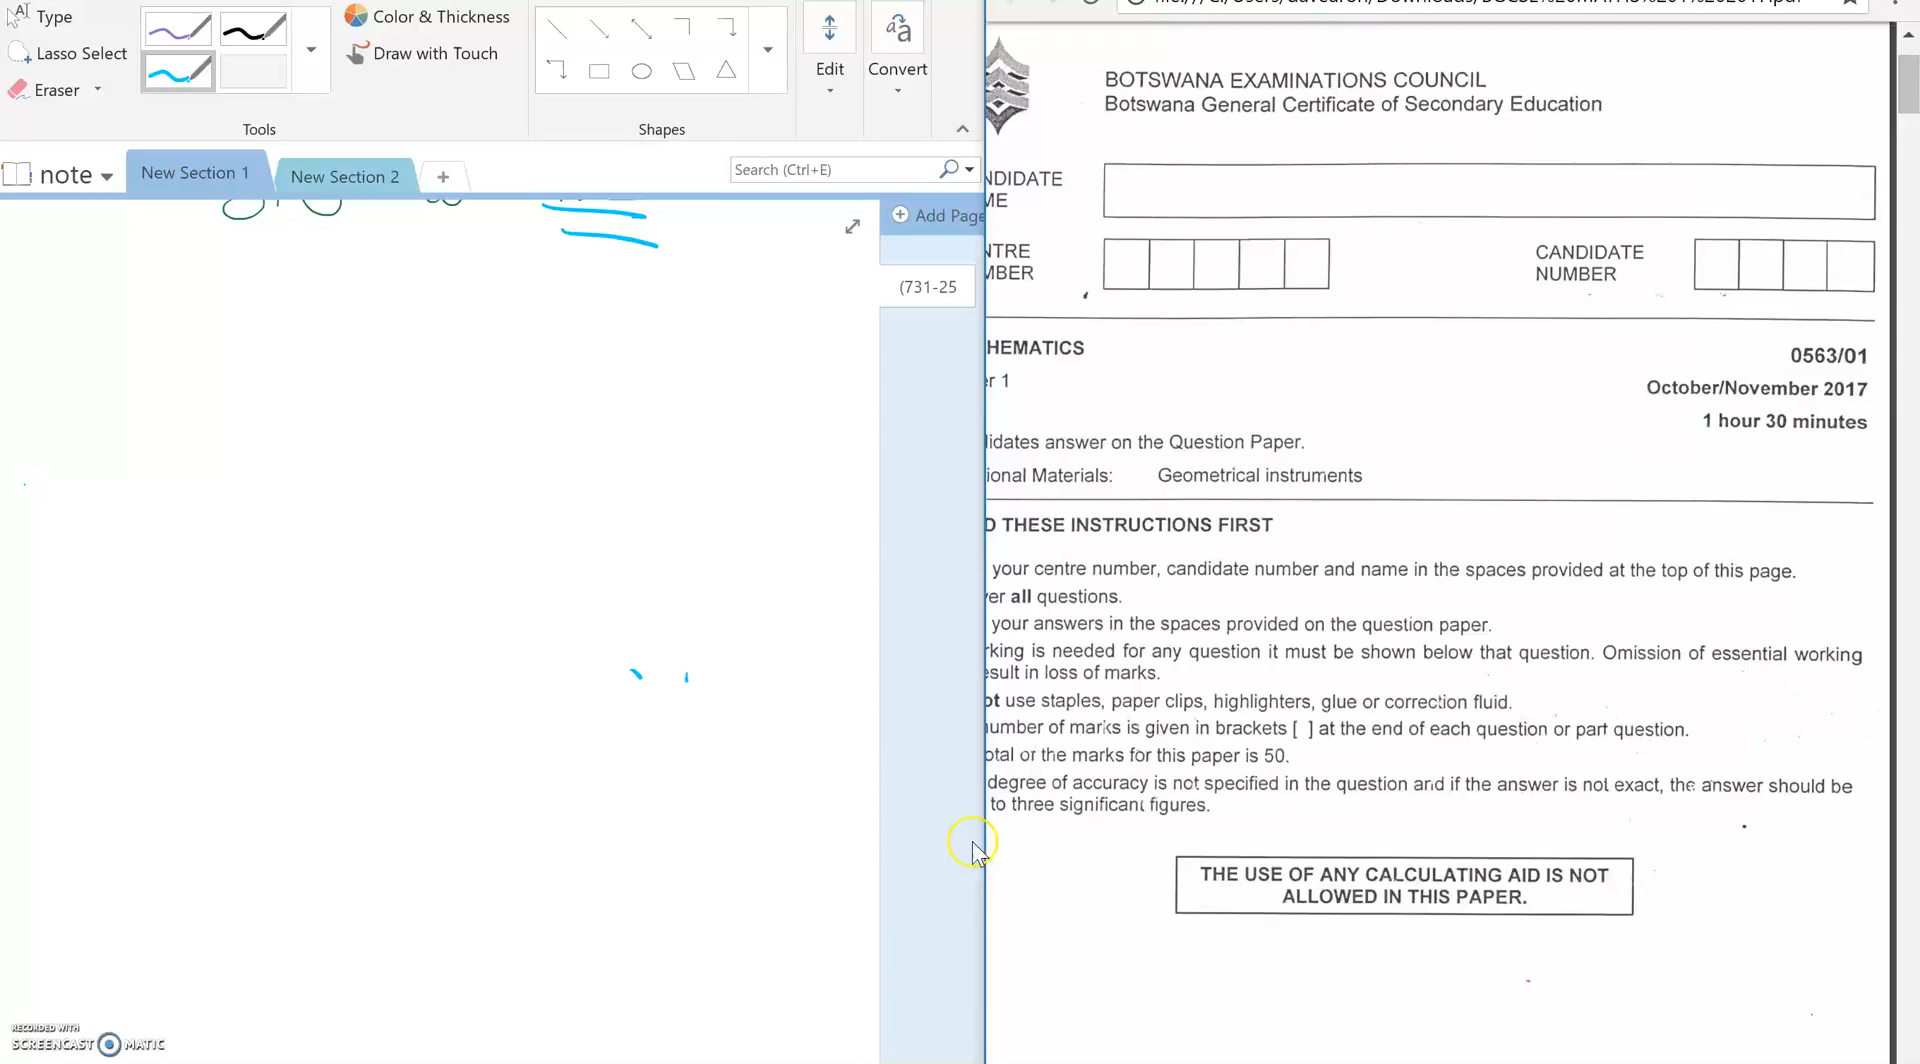 Type
Lasso Select
Eraser
Color & Thickness
Draw with Touch
Edit
Convert
Tools
Shapes
note
New Section 1
New Section 2
Search (Ctrl+E)
Add Page
(731-25
RECORDED WITH
SCREENCAST MATIC
BOTSWANA EXAMINATIONS COUNCIL
Botswana General Certificate of Secondary Education
NDIDATE
ME
NTRE
MBER
CANDIDATE
NUMBER
HEMATICS
0563/01
er 1
October/November 2017
1 hour 30 minutes
didates answer on the Question Paper.
ional Materials: Geometrical instruments
D THESE INSTRUCTIONS FIRST
your centre number, candidate number and name in the spaces provided at the top of this page.
er all questions.
your answers in the spaces provided on the question paper.
rking is needed for any question it must be shown below that question. Omission of essential working
esult in loss of marks.
ot use staples, paper clips, highlighters, glue or correction fluid.
number of marks is given in brackets [ ] at the end of each question or part question.
otal or the marks for this paper is 50.
degree of accuracy is not specified in the question and if the answer is not exact, the answer should be
to three significant figures.
THE USE OF ANY CALCULATING AID IS NOT
ALLOWED IN THIS PAPER.